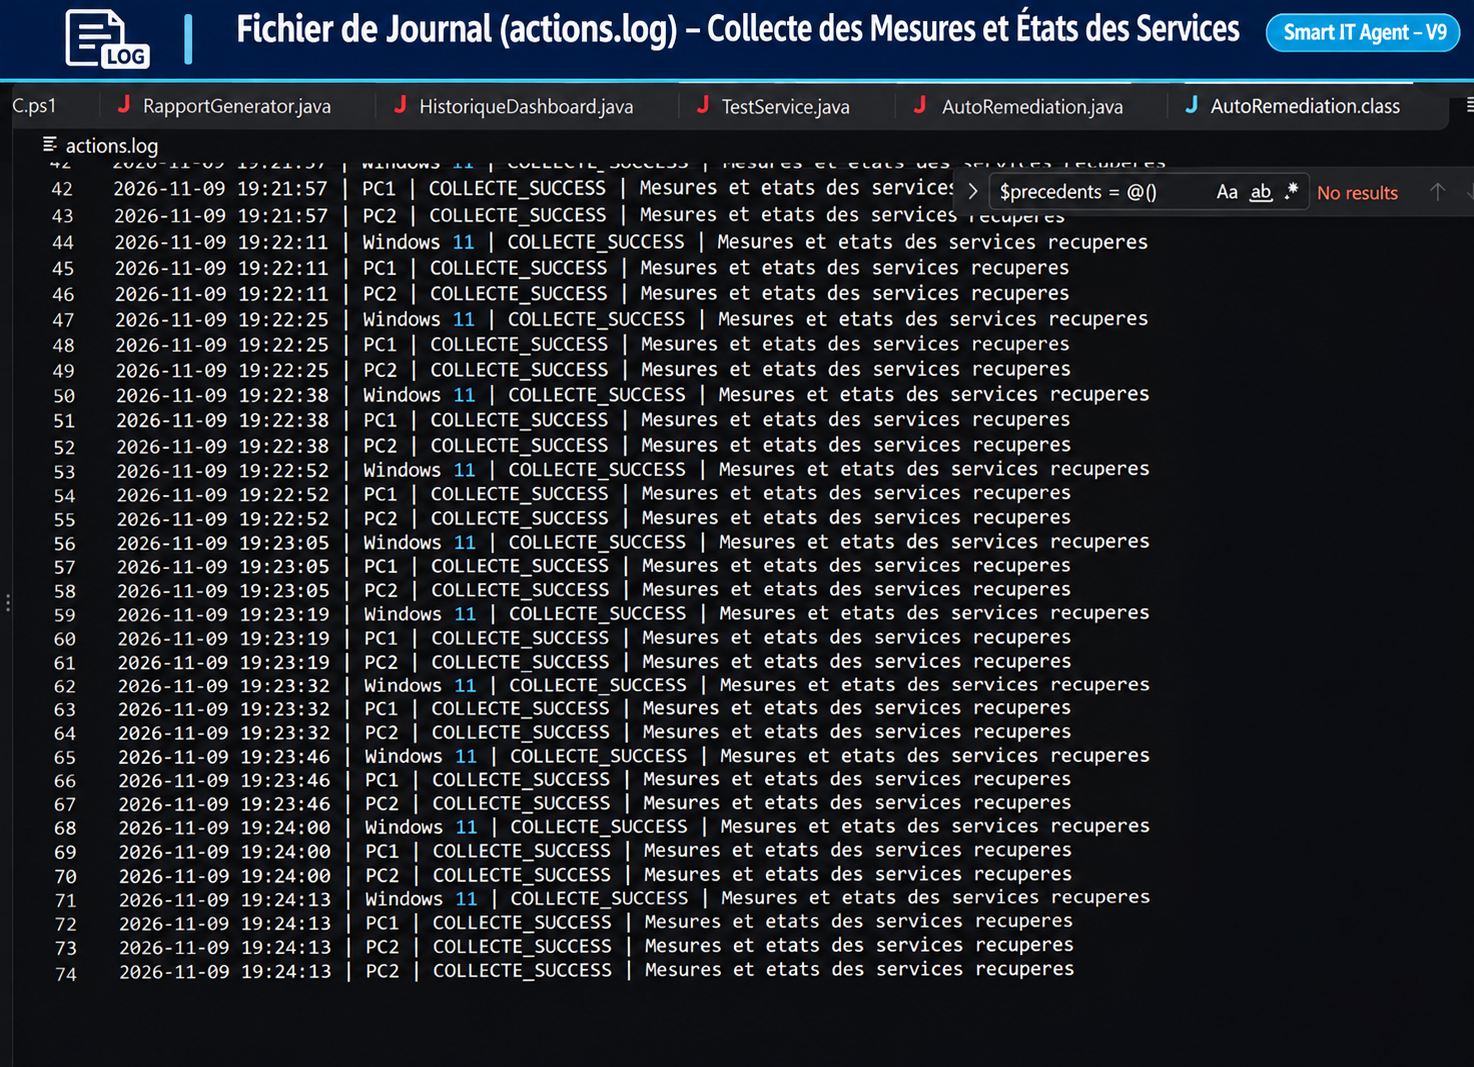 LOG
Fichier de Journal (actions.log) – Collecte des Mesures et États des Services
Smart IT Agent – V9
C.ps1
J RapportGenerator.java
J HistoriqueDashboard.java
J TestService.java
J AutoRemediation.java
J AutoRemediation.class
actions.log
$precedents = @()
Aa ab .*
No results
42 2026-11-09 19:21:57 | Windows 11 | COLLECTE_SUCCESS | Mesures et etats des services recuperes
42 2026-11-09 19:21:57 | PC1 | COLLECTE_SUCCESS | Mesures et etats des services
43 2026-11-09 19:21:57 | PC2 | COLLECTE_SUCCESS | Mesures et etats des services recuperes
44 2026-11-09 19:22:11 | Windows 11 | COLLECTE_SUCCESS | Mesures et etats des services recuperes
45 2026-11-09 19:22:11 | PC1 | COLLECTE_SUCCESS | Mesures et etats des services recuperes
46 2026-11-09 19:22:11 | PC2 | COLLECTE_SUCCESS | Mesures et etats des services recuperes
47 2026-11-09 19:22:25 | Windows 11 | COLLECTE_SUCCESS | Mesures et etats des services recuperes
48 2026-11-09 19:22:25 | PC1 | COLLECTE_SUCCESS | Mesures et etats des services recuperes
49 2026-11-09 19:22:25 | PC2 | COLLECTE_SUCCESS | Mesures et etats des services recuperes
50 2026-11-09 19:22:38 | Windows 11 | COLLECTE_SUCCESS | Mesures et etats des services recuperes
51 2026-11-09 19:22:38 | PC1 | COLLECTE_SUCCESS | Mesures et etats des services recuperes
52 2026-11-09 19:22:38 | PC2 | COLLECTE_SUCCESS | Mesures et etats des services recuperes
53 2026-11-09 19:22:52 | Windows 11 | COLLECTE_SUCCESS | Mesures et etats des services recuperes
54 2026-11-09 19:22:52 | PC1 | COLLECTE_SUCCESS | Mesures et etats des services recuperes
55 2026-11-09 19:22:52 | PC2 | COLLECTE_SUCCESS | Mesures et etats des services recuperes
56 2026-11-09 19:23:05 | Windows 11 | COLLECTE_SUCCESS | Mesures et etats des services recuperes
57 2026-11-09 19:23:05 | PC1 | COLLECTE_SUCCESS | Mesures et etats des services recuperes
58 2026-11-09 19:23:05 | PC2 | COLLECTE_SUCCESS | Mesures et etats des services recuperes
59 2026-11-09 19:23:19 | Windows 11 | COLLECTE_SUCCESS | Mesures et etats des services recuperes
60 2026-11-09 19:23:19 | PC1 | COLLECTE_SUCCESS | Mesures et etats des services recuperes
61 2026-11-09 19:23:19 | PC2 | COLLECTE_SUCCESS | Mesures et etats des services recuperes
62 2026-11-09 19:23:32 | Windows 11 | COLLECTE_SUCCESS | Mesures et etats des services recuperes
63 2026-11-09 19:23:32 | PC1 | COLLECTE_SUCCESS | Mesures et etats des services recuperes
64 2026-11-09 19:23:32 | PC2 | COLLECTE_SUCCESS | Mesures et etats des services recuperes
65 2026-11-09 19:23:46 | Windows 11 | COLLECTE_SUCCESS | Mesures et etats des services recuperes
66 2026-11-09 19:23:46 | PC1 | COLLECTE_SUCCESS | Mesures et etats des services recuperes
67 2026-11-09 19:23:46 | PC2 | COLLECTE_SUCCESS | Mesures et etats des services recuperes
68 2026-11-09 19:24:00 | Windows 11 | COLLECTE_SUCCESS | Mesures et etats des services recuperes
69 2026-11-09 19:24:00 | PC1 | COLLECTE_SUCCESS | Mesures et etats des services recuperes
70 2026-11-09 19:24:00 | PC2 | COLLECTE_SUCCESS | Mesures et etats des services recuperes
71 2026-11-09 19:24:13 | Windows 11 | COLLECTE_SUCCESS | Mesures et etats des services recuperes
72 2026-11-09 19:24:13 | PC1 | COLLECTE_SUCCESS | Mesures et etats des services recuperes
73 2026-11-09 19:24:13 | PC2 | COLLECTE_SUCCESS | Mesures et etats des services recuperes
74 2026-11-09 19:24:13 | PC2 | COLLECTE_SUCCESS | Mesures et etats des services recuperes